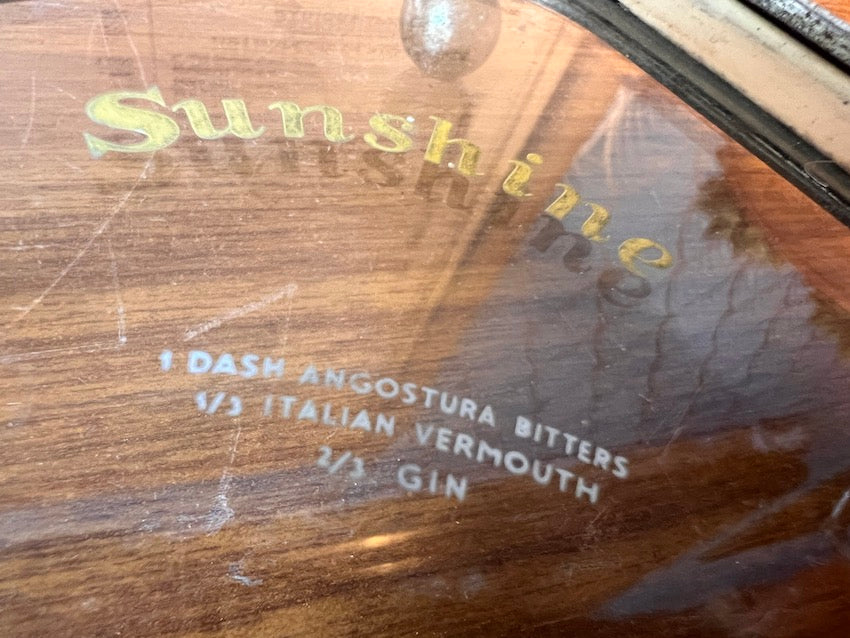 Sunshine
1 DASH ANGOSTURA BITTERS
1/3 ITALIAN VERMOUTH
2/3 GIN